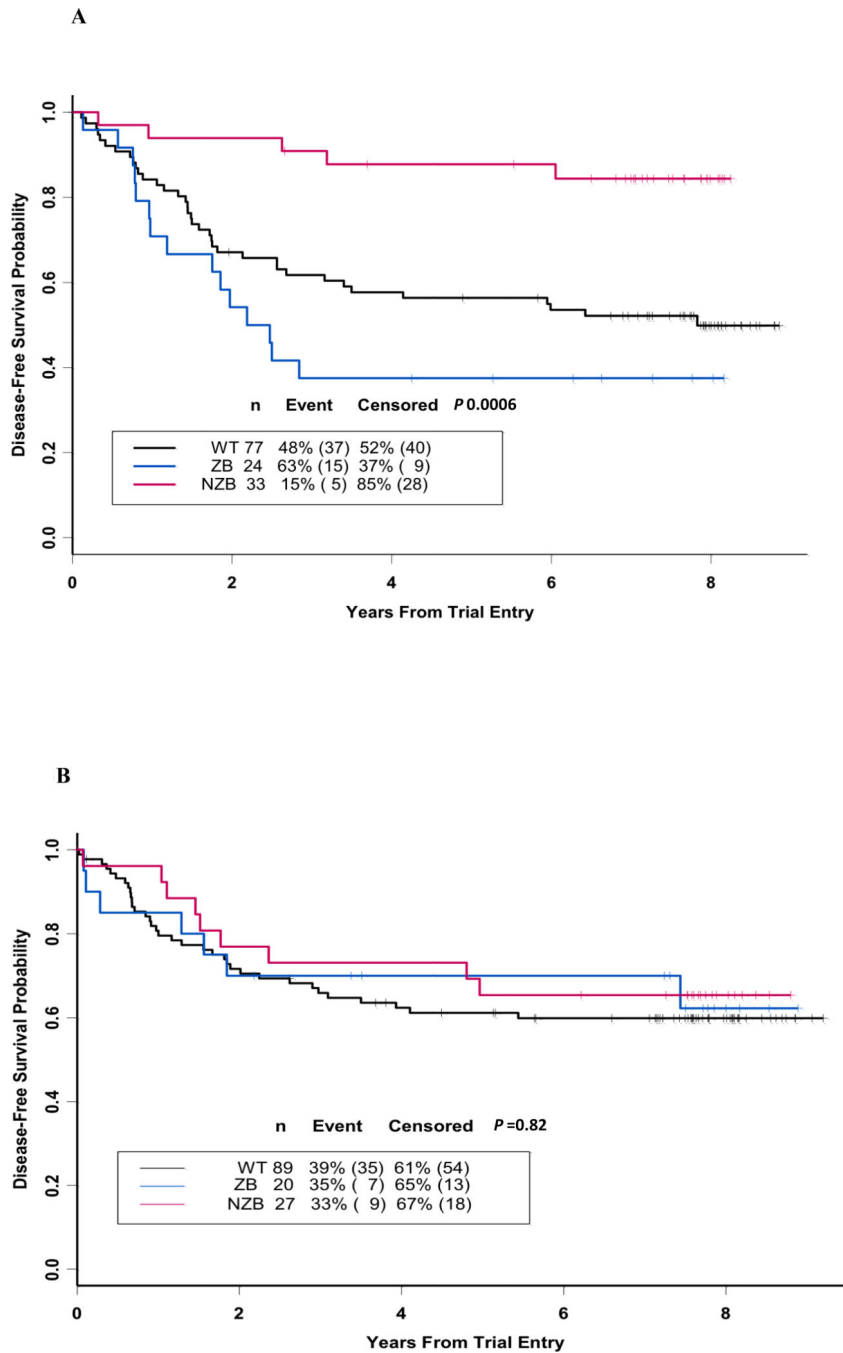 A
Disease-Free Survival Probability
1.0
0.8
0.6
0.4
0.2
0.0
n Event Censored P 0.0006
WT 77 48% (37) 52% (40)
ZB 24 63% (15) 37% ( 9)
NZB 33 15% ( 5) 85% (28)
0 2 4 6 8
Years From Trial Entry
B
Disease-Free Survival Probability
1.0
0.8
0.6
0.4
0.2
0.0
n Event Censored P =0.82
WT 89 39% (35) 61% (54)
ZB 20 35% ( 7) 65% (13)
NZB 27 33% ( 9) 67% (18)
0 2 4 6 8
Years From Trial Entry